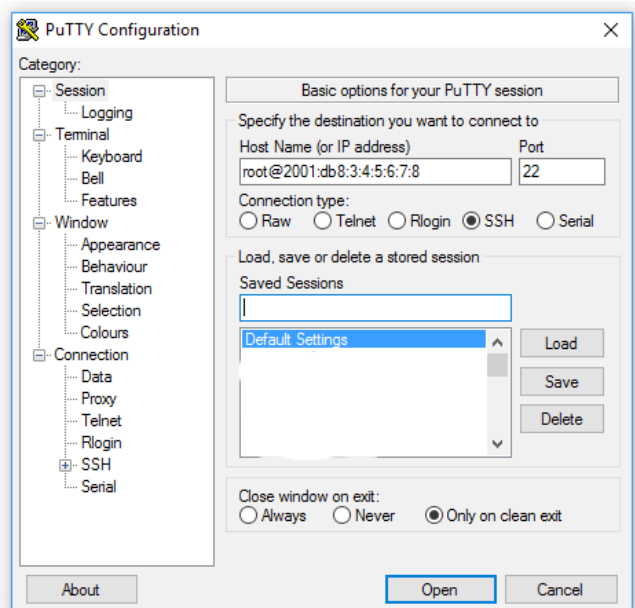 PuTTY Configuration
Category:
Session
Logging
Terminal
Keyboard
Bell
Features
Window
Appearance
Behaviour
Translation
Selection
Colours
Connection
Data
Proxy
Telnet
Rlogin
SSH
Serial
Basic options for your PuTTY session
Specify the destination you want to connect to
Host Name (or IP address) Port
root@2001:db8:3:4:5:6:7:8 22
Connection type:
Raw Telnet Rlogin SSH Serial
Load, save or delete a stored session
Saved Sessions
Default Settings
Load
Save
Delete
Close window on exit:
Always Never Only on clean exit
About Open Cancel